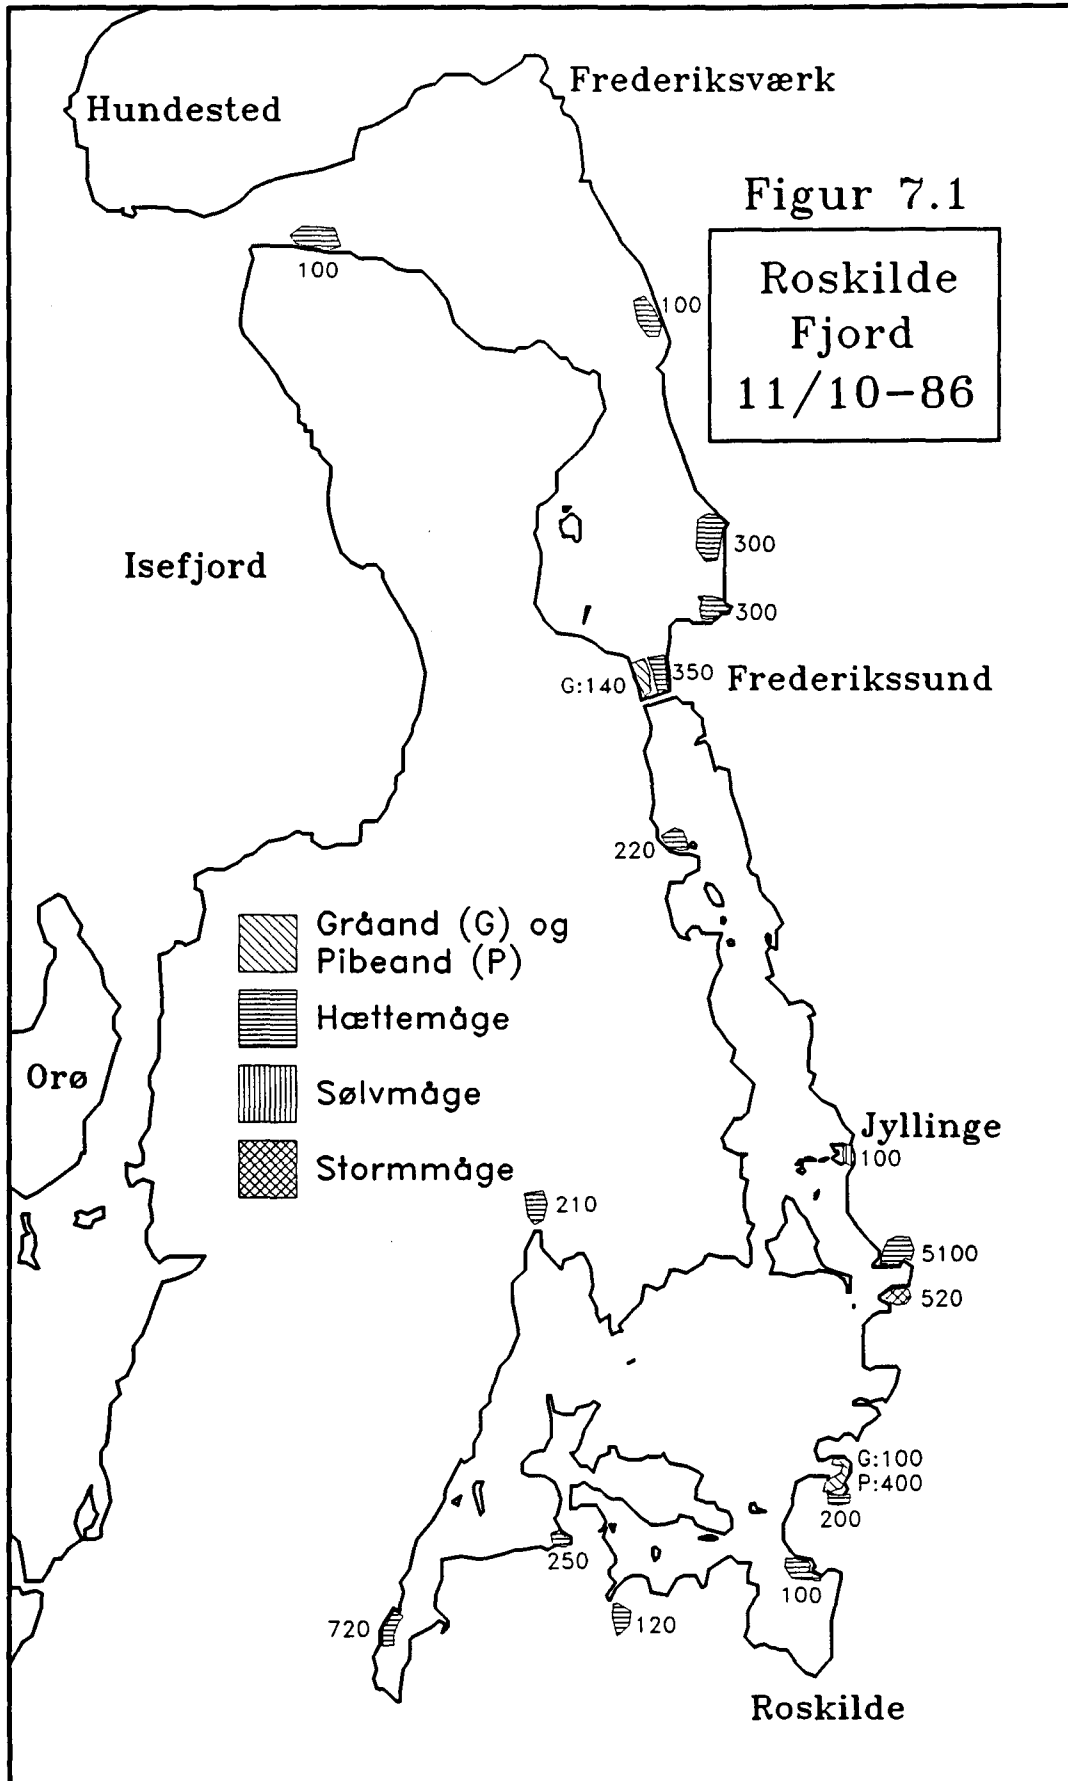 Frederiksværk
Hundested
Figur 7.1
Roskilde
Fjord
11/10-86
100
100
Isefjord
300
300
G:140
350
Frederikssund
220
Gråand (G) og
Pibeand (P)
Hættemåge
Orø
Sølvmåge
Stormmåge
Jyllinge
100
210
5100
520
G:100
P:400
200
250
100
720
120
Roskilde